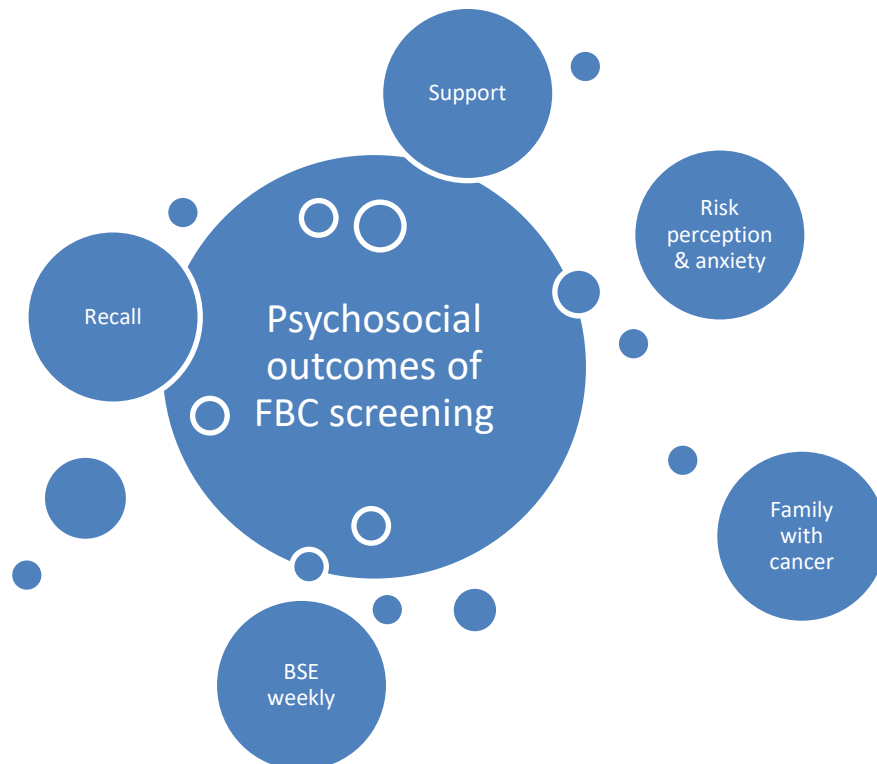 Support
Risk
perception
& anxiety
Recall
Psychosocial
outcomes of
FBC screening
Family
with
cancer
BSE
weekly